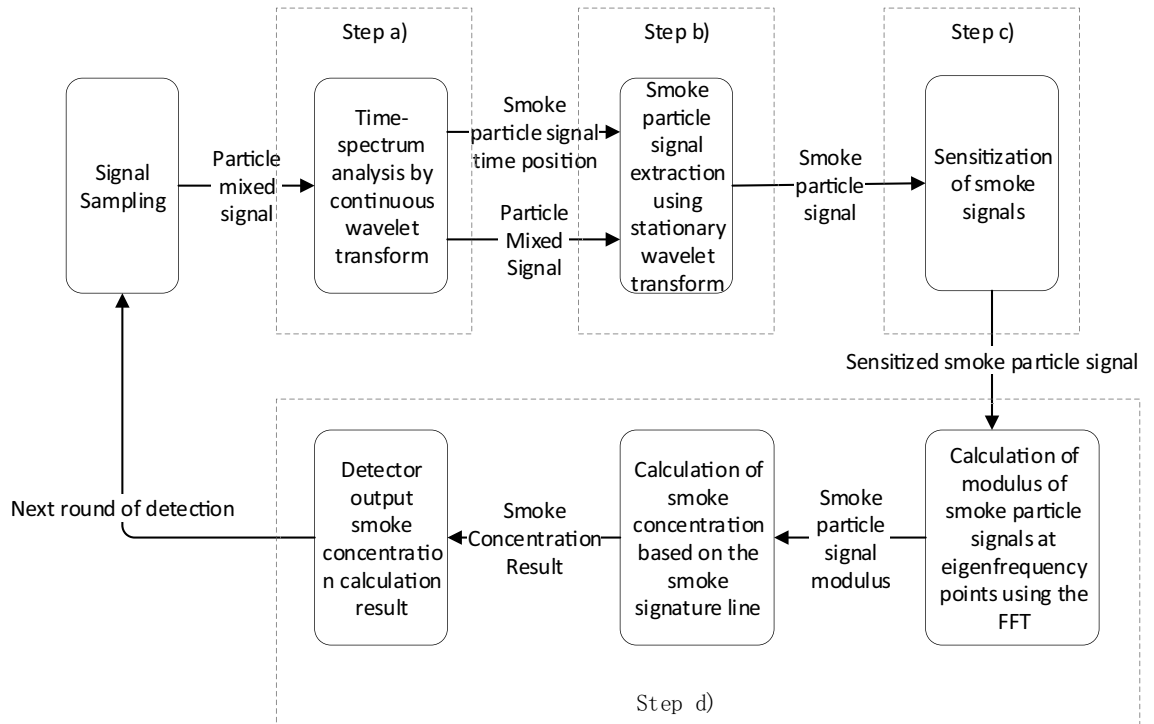 Step a)
Step b)
Step c)
Signal
Sampling
Particle
mixed
signal
Time-
spectrum
analysis by
continuous
wavelet
transform
Smoke
particle signal
time position
Particle
Mixed
Signal
Smoke
particle
signal
extraction
using
stationary
wavelet
transform
Smoke
particle
signal
Sensitization
of smoke
signals
Sensitized smoke particle signal
Calculation of
modulus of
smoke particle
signals at
eigenfrequency
points using the
FFT
Smoke
particle
signal
modulus
Calculation of
smoke
concentration
based on the
smoke
signature line
Smoke
Concentration
Result
Detector
output
smoke
concentratio
n calculation
result
Next round of detection
Step d)